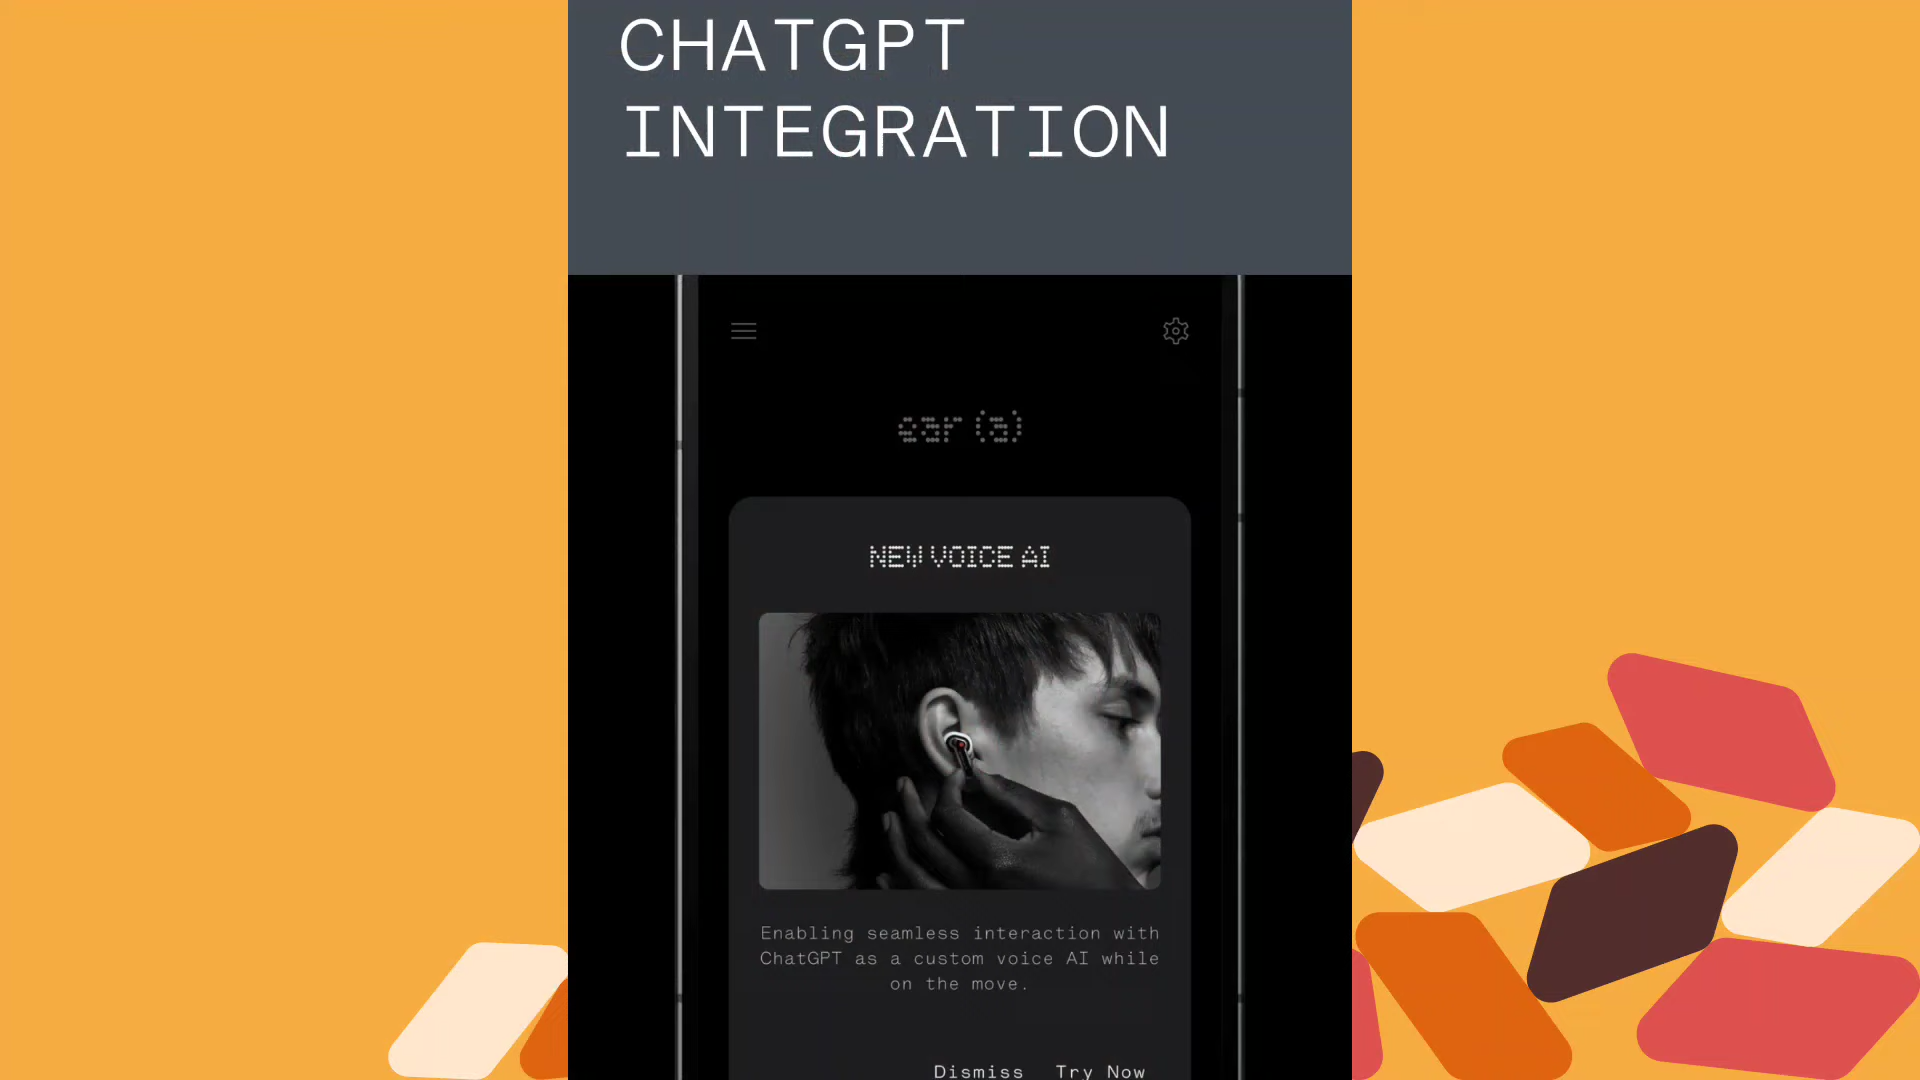 CHATGPT
INTEGRATION
ear (a)
NEW VOICE AI
Enabling seamless interaction with
ChatGPT as a custom voice AI while
on the move.
Dismiss Try Now